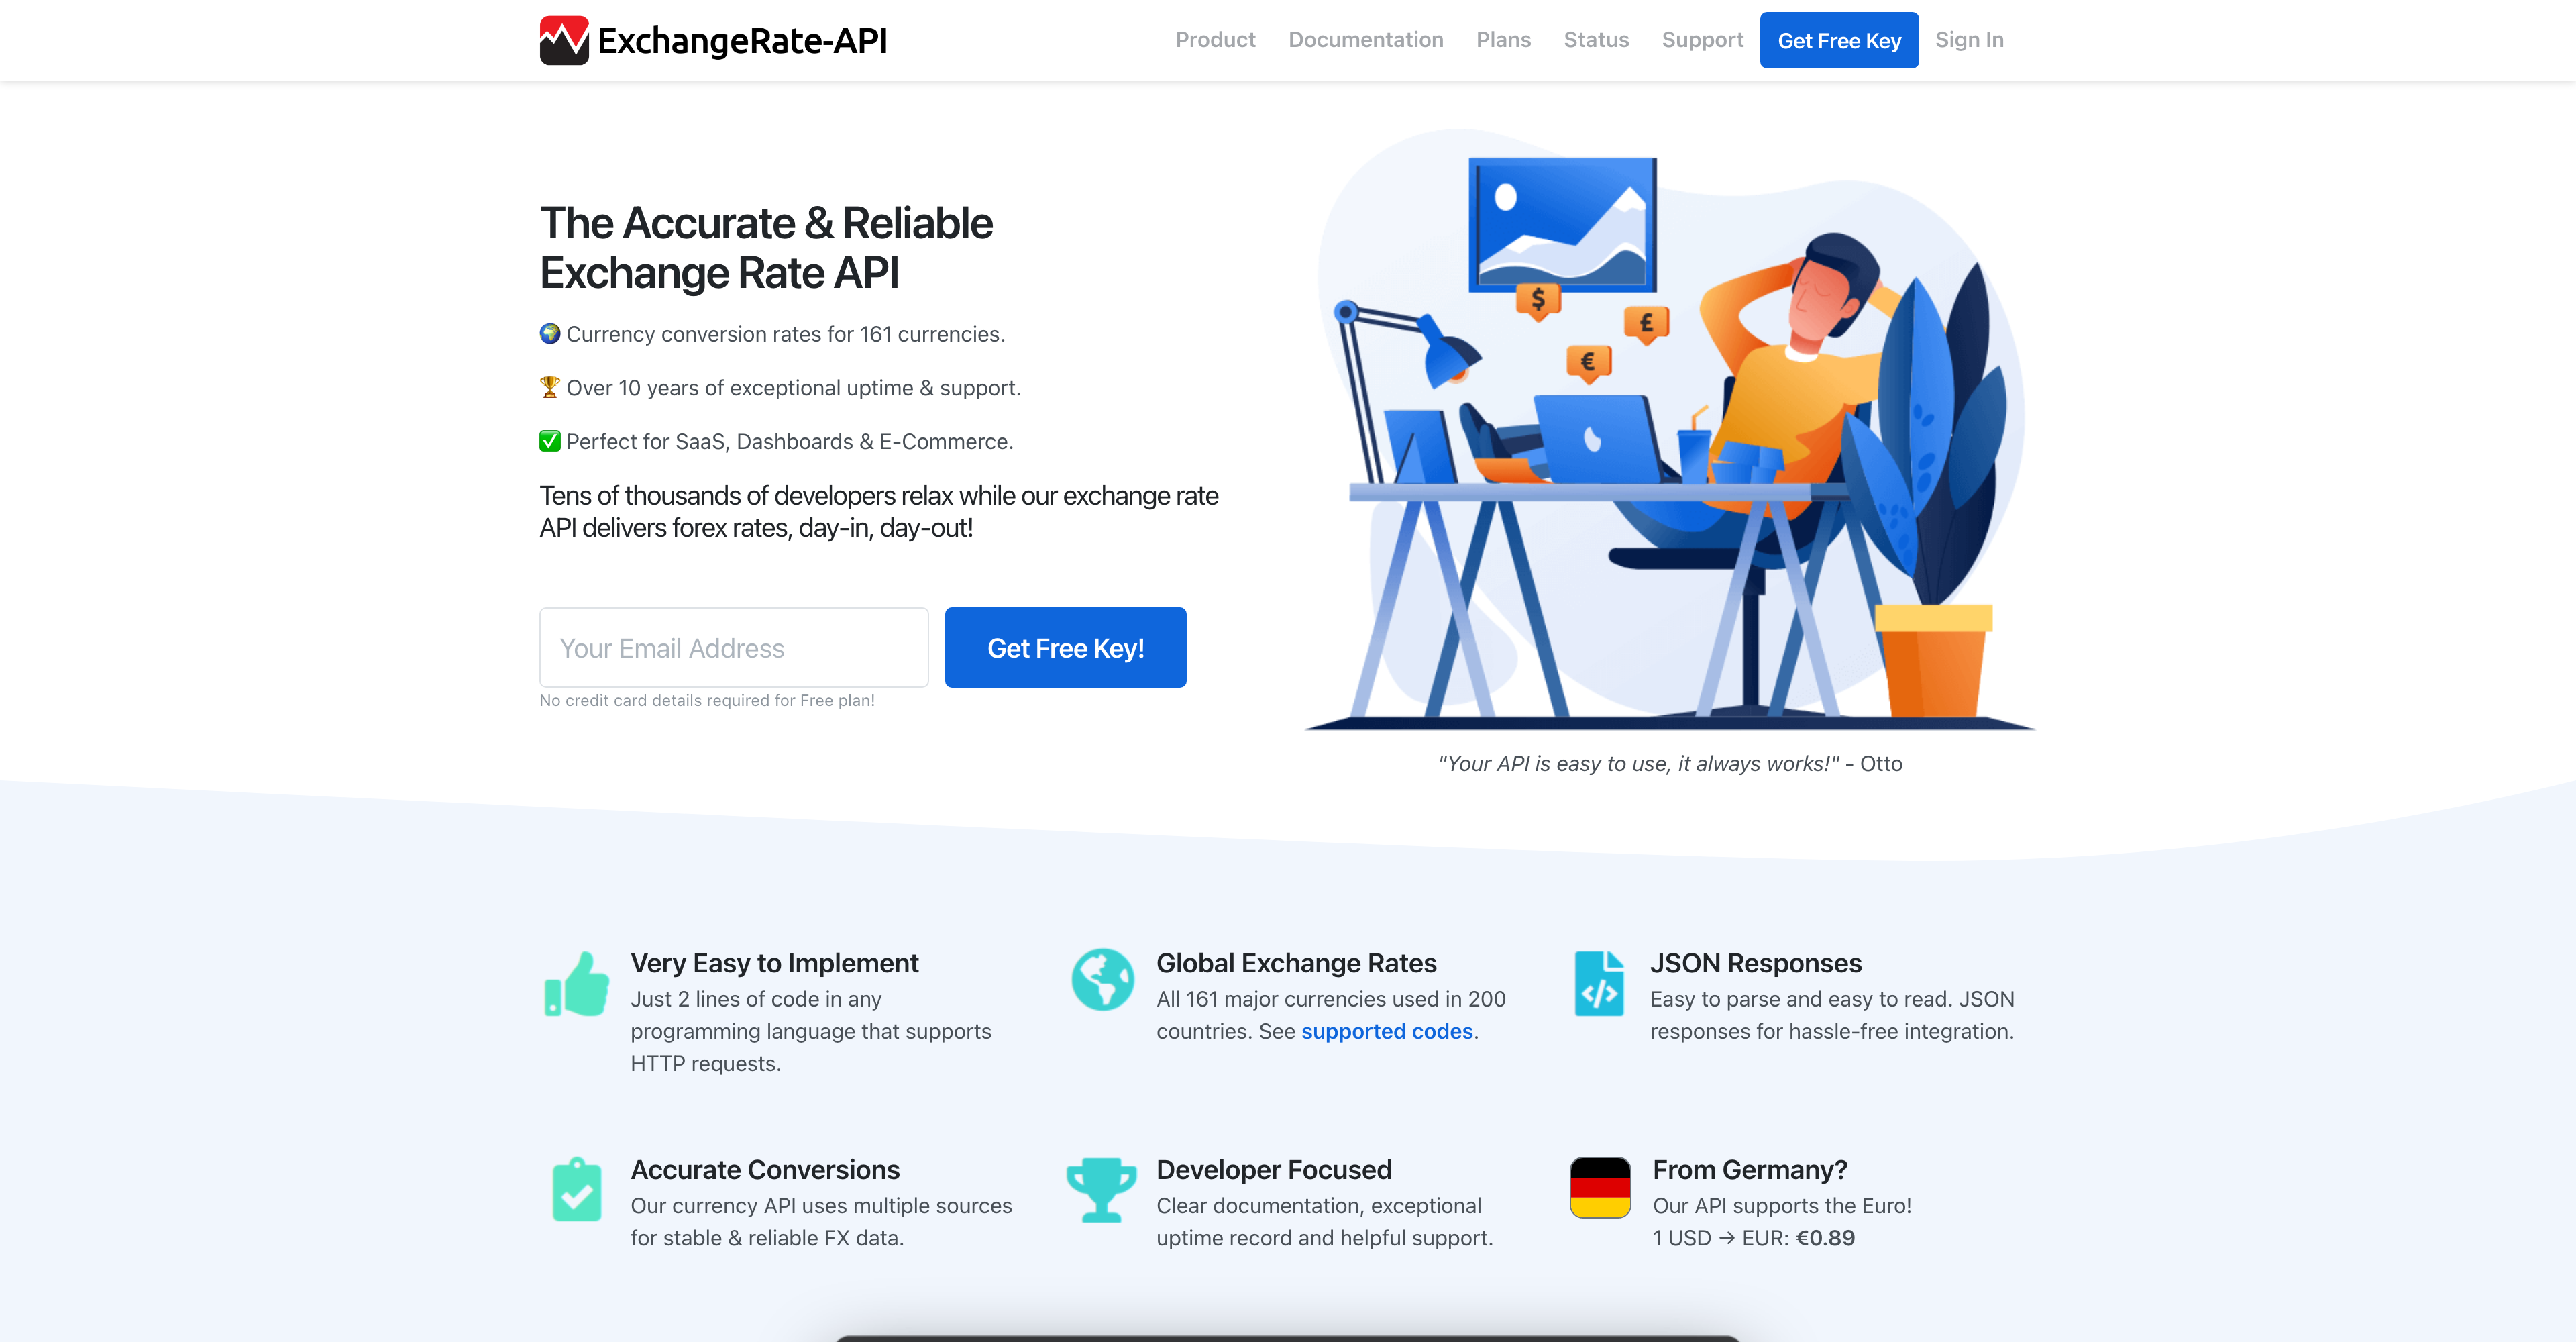 ExchangeRate-API
Product Documentation Plans Status Support Get Free Key Sign In
The Accurate & Reliable
Exchange Rate API
Currency conversion rates for 161 currencies.
Over 10 years of exceptional uptime & support.
Perfect for SaaS, Dashboards & E-Commerce.
Tens of thousands of developers relax while our exchange rate
API delivers forex rates, day-in, day-out!
Your Email Address
Get Free Key!
No credit card details required for Free plan!
$
£
€
"Your API is easy to use, it always works!" - Otto
Very Easy to Implement
Just 2 lines of code in any
programming language that supports
HTTP requests.
Global Exchange Rates
All 161 major currencies used in 200
countries. See supported codes.
JSON Responses
Easy to parse and easy to read. JSON
responses for hassle-free integration.
Accurate Conversions
Our currency API uses multiple sources
for stable & reliable FX data.
Developer Focused
Clear documentation, exceptional
uptime record and helpful support.
From Germany?
Our API supports the Euro!
1 USD → EUR: €0.89